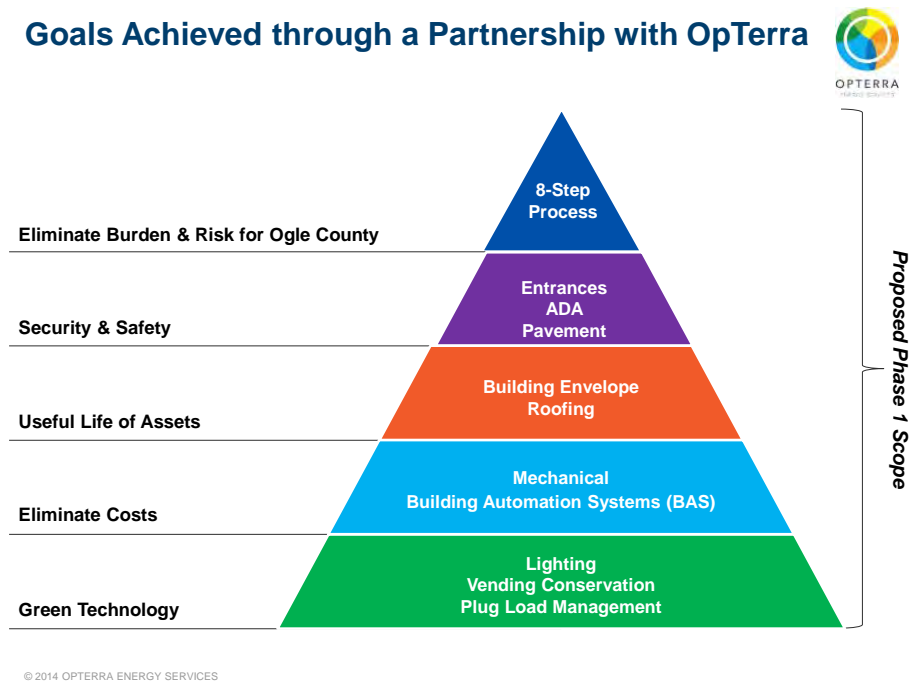 Goals Achieved through a Partnership with OpTerra
OPTERRA
8-Step
Process
Eliminate Burden & Risk for Ogle County
Entrances
ADA
Pavement
Security & Safety
Building Envelope
Roofing
Useful Life of Assets
Mechanical
Building Automation Systems (BAS)
Eliminate Costs
Lighting
Vending Conservation
Plug Load Management
Green Technology
Proposed Phase 1 Scope
© 2014 OPTERRA ENERGY SERVICES